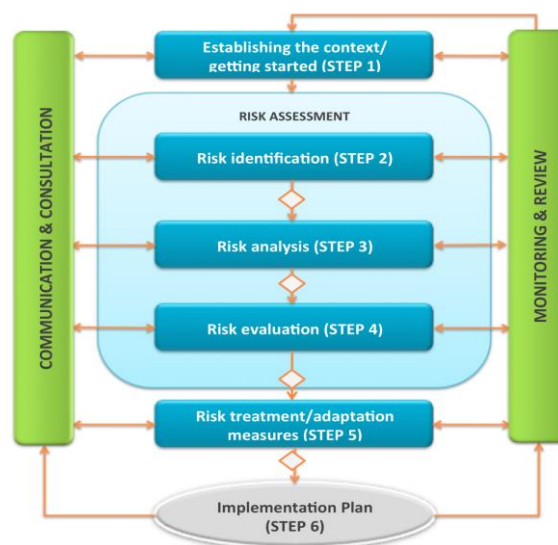 Establishing the context/
getting started (STEP 1)
RISK ASSESSMENT
Risk identification (STEP 2)
Risk analysis (STEP 3)
Risk evaluation (STEP 4)
Risk treatment/adaptation
measures (STEP 5)
Implementation Plan
(STEP 6)
COMMUNICATION & CONSULTATION
MONITORING & REVIEW